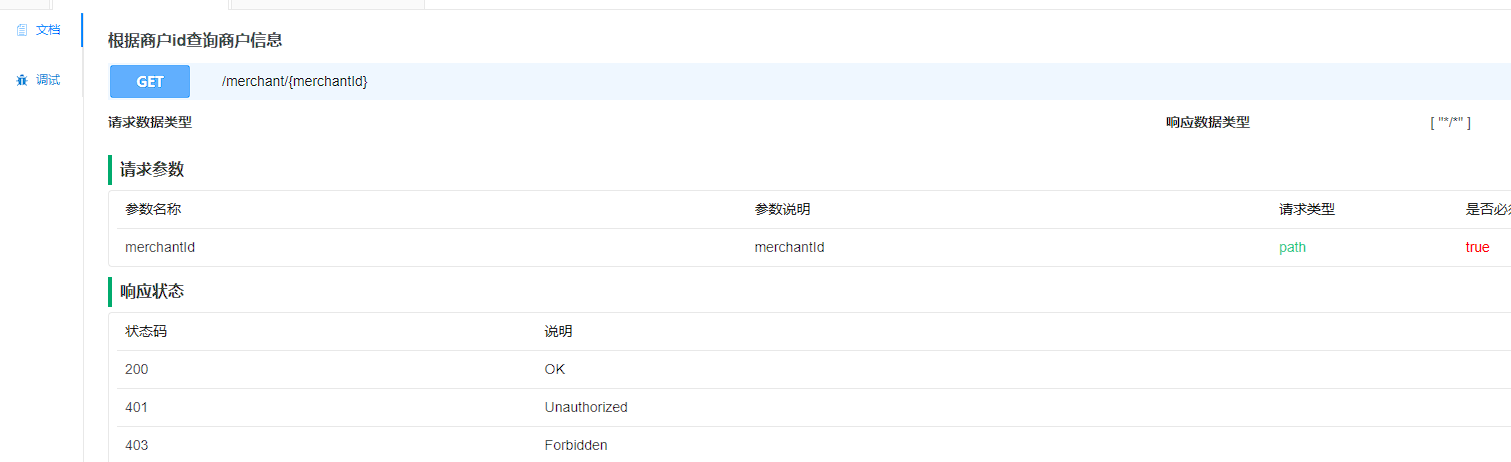 文档
调试
根据商户id查询商户信息
GET /merchant/{merchantId}
请求数据类型 响应数据类型 [ "*/*" ]
请求参数
参数名称 参数说明 请求类型 是否必
merchantId merchantId path true
响应状态
状态码 说明
200 OK
401 Unauthorized
403 Forbidden